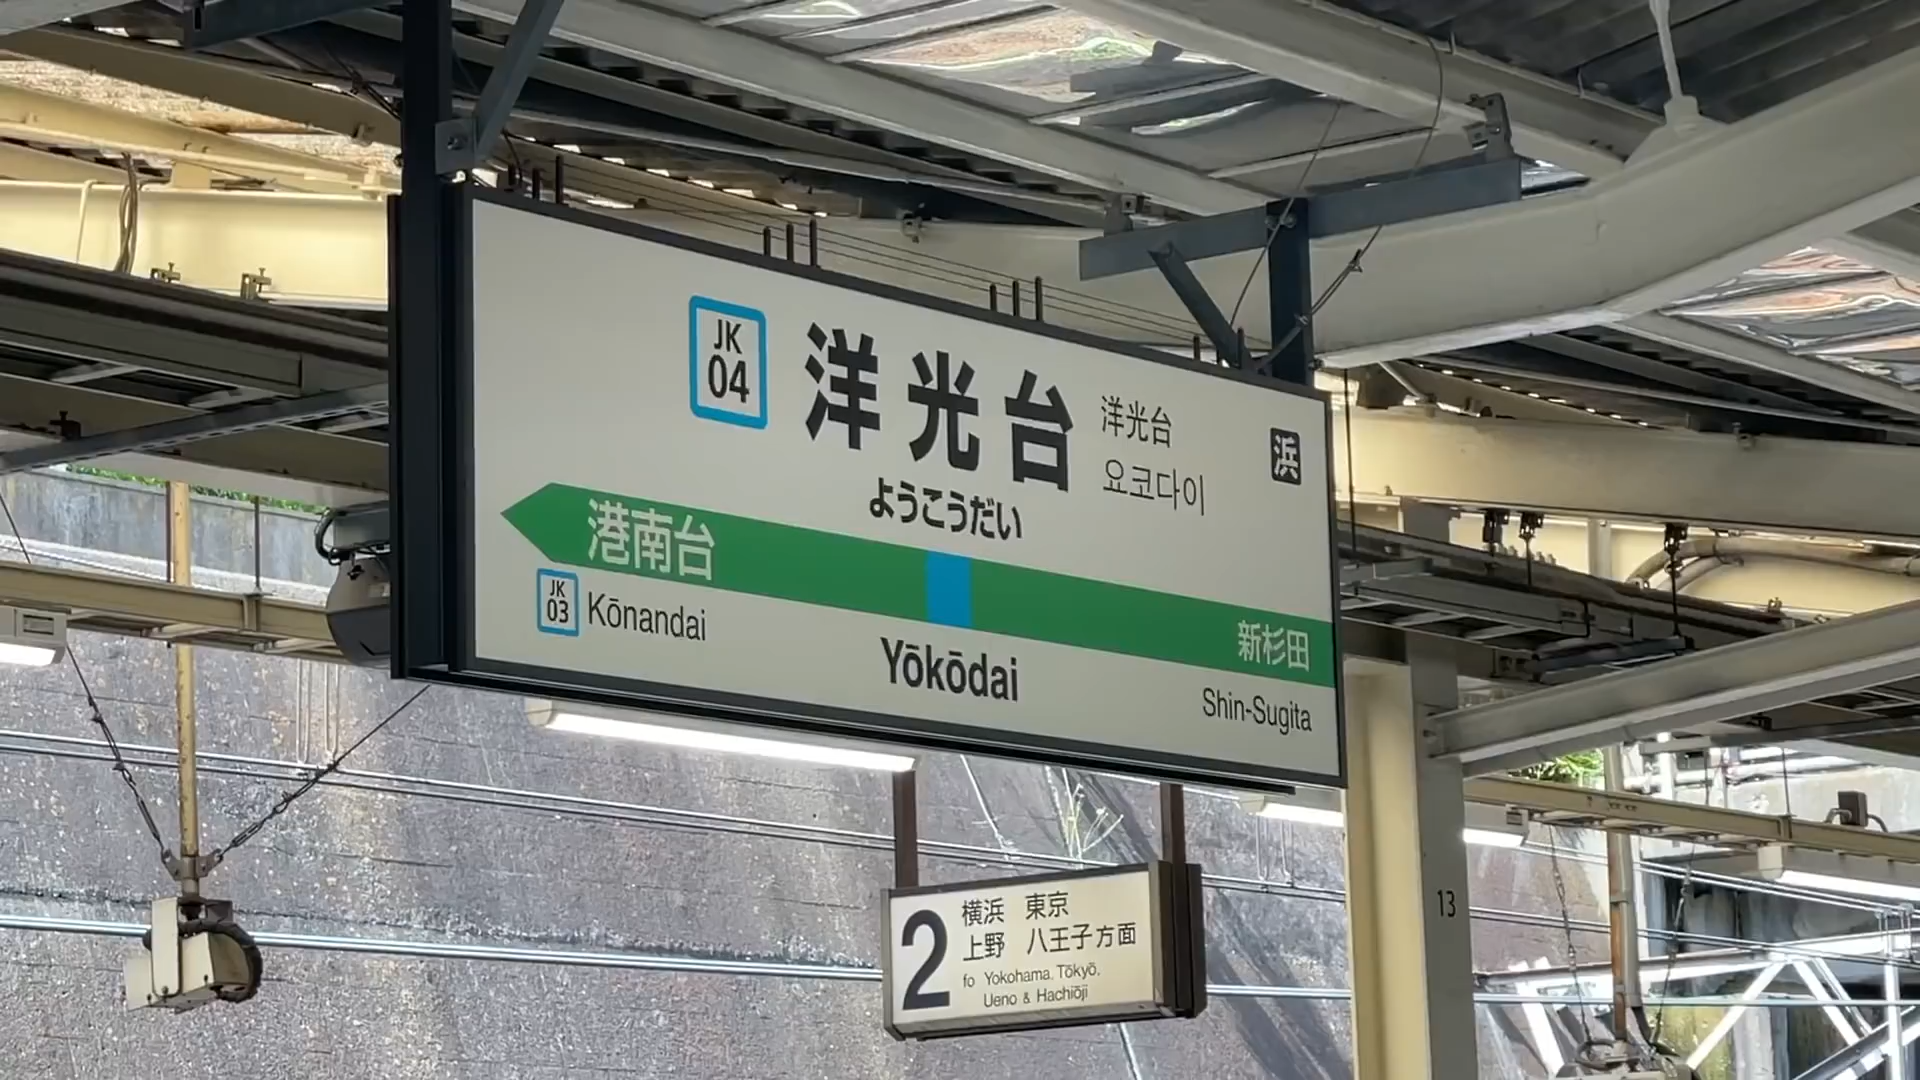 JK
04
洋光台
洋光台
요코다이
浜
ようこうだい
港南台
新杉田
JK
03
Kōnandai
Yōkōdai
Shin-Sugita
2
横浜 東京
上野 八王子方面
fo Yokohama. Tōkyō.
Ueno & Hachiōji
13